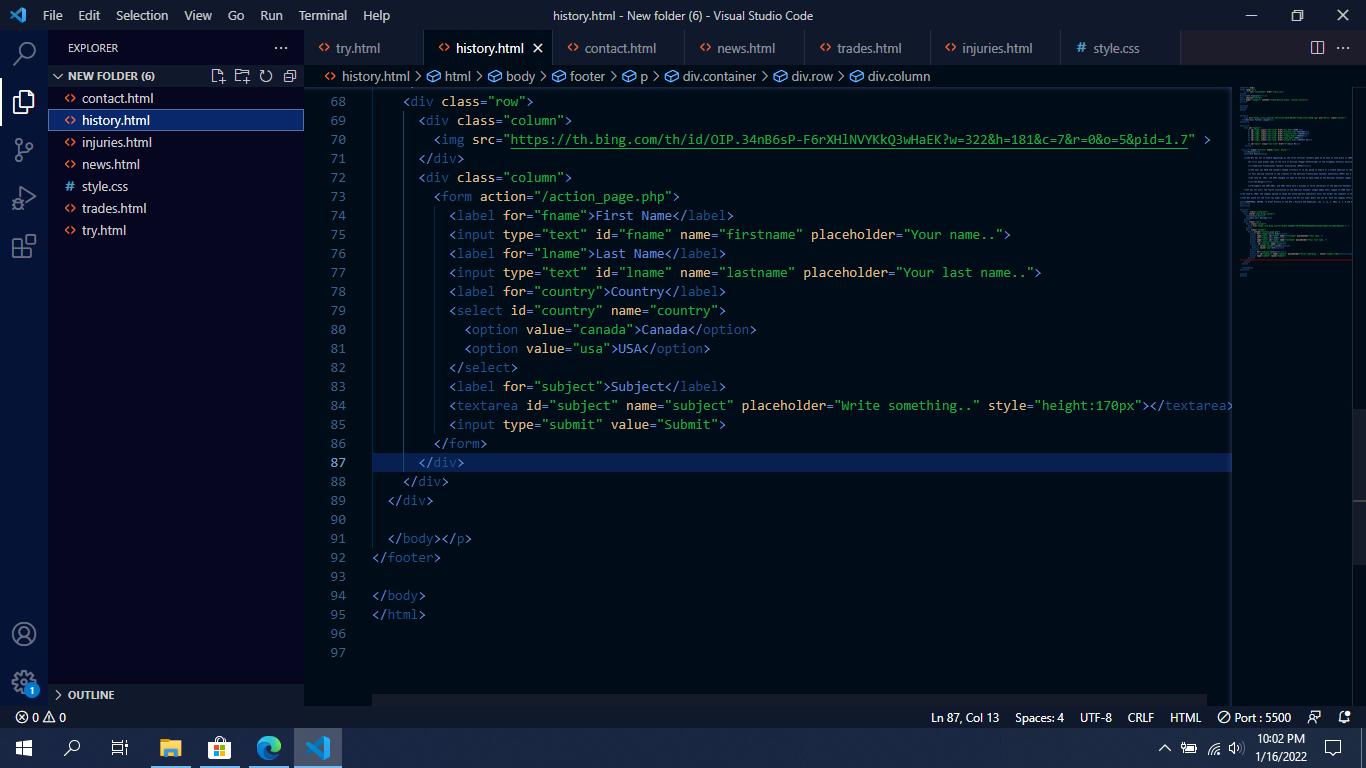 File Edit Selection View Go Run Terminal Help history.html - New folder (6) - Visual Studio Code
EXPLORER
try.html history.html contact.html news.html trades.html injuries.html # style.css
NEW FOLDER (6)
history.html > html > body > footer > p > div.container > div.row > div.column
contact.html
history.html
injuries.html
news.html
# style.css
trades.html
try.html
68 <div class="row">
69 <div class="column">
70 <img src="https://th.bing.com/th/id/OIP.34nB6sP-F6rXHlNVYKkQ3wHaEK?w=322&h=181&c=7&r=0&o=5&pid=1.7" >
71 </div>
72 <div class="column">
73 <form action="/action_page.php">
74 <label for="fname">First Name</label>
75 <input type="text" id="fname" name="firstname" placeholder="Your name..">
76 <label for="lname">Last Name</label>
77 <input type="text" id="lname" name="lastname" placeholder="Your last name..">
78 <label for="country">Country</label>
79 <select id="country" name="country">
80 <option value="canada">Canada</option>
81 <option value="usa">USA</option>
82 </select>
83 <label for="subject">Subject</label>
84 <textarea id="subject" name="subject" placeholder="Write something.." style="height:170px"></textarea>
85 <input type="submit" value="Submit">
86 </form>
87 </div>
88 </div>
89 </div>
90
91 </body></p>
92 </footer>
93
94 </body>
95 </html>
96
97
OUTLINE
1
0 0 Ln 87, Col 13 Spaces: 4 UTF-8 CRLF HTML Port : 5500
10:02 PM
1/16/2022